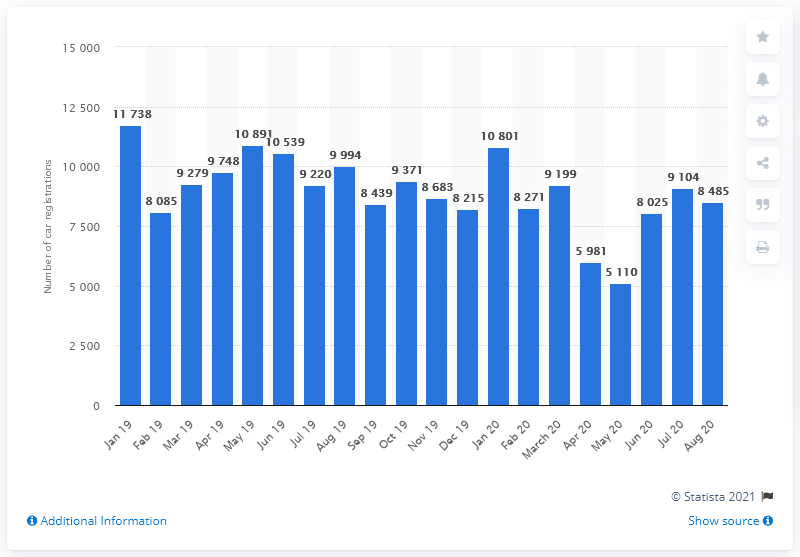 15 000
12 500
10 000
7 500
5 000
2 500
0
Number of car registrations
11 738
8 085
9 279
9 748
10 891
10 539
9 220
9 994
8 439
9 371
8 683
8 215
10 801
8 271
9 199
5 981
5 110
8 025
9 104
8 485
Jan 19
Feb 19
Mar 19
Apr 19
May 19
Jun 19
Jul 19
Aug 19
Sep 19
Oct 19
Nov 19
Dec 19
Jan 20
Feb 20
March 20
Apr 20
May 20
Jun 20
Jul 20
Aug 20
© Statista 2021
Additional Information
Show source